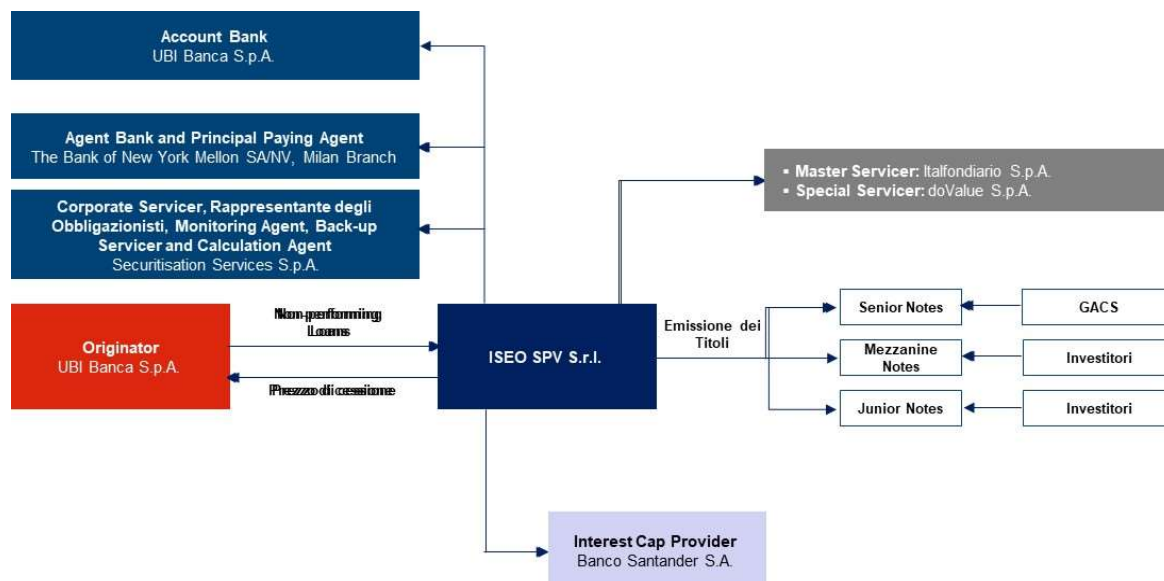 Account Bank
UBI Banca S.p.A.
Agent Bank and Principal Paying Agent
The Bank of New York Mellon SA/NV, Milan Branch
▪ Master Servicer: Italfondiario S.p.A.
▪ Special Servicer: doValue S.p.A.
Corporate Servicer, Rappresentante degli
Obbligazionisti, Monitoring Agent, Back-up
Servicer and Calculation Agent
Securitisation Services S.p.A.
Originator
UBI Banca S.p.A.
Non-performing
Loans
Prezzo di cessione
ISEO SPV S.r.l.
Emissione dei
Titoli
Senior Notes
GACS
Mezzanine
Notes
Investitori
Junior Notes
Investitori
Interest Cap Provider
Banco Santander S.A.